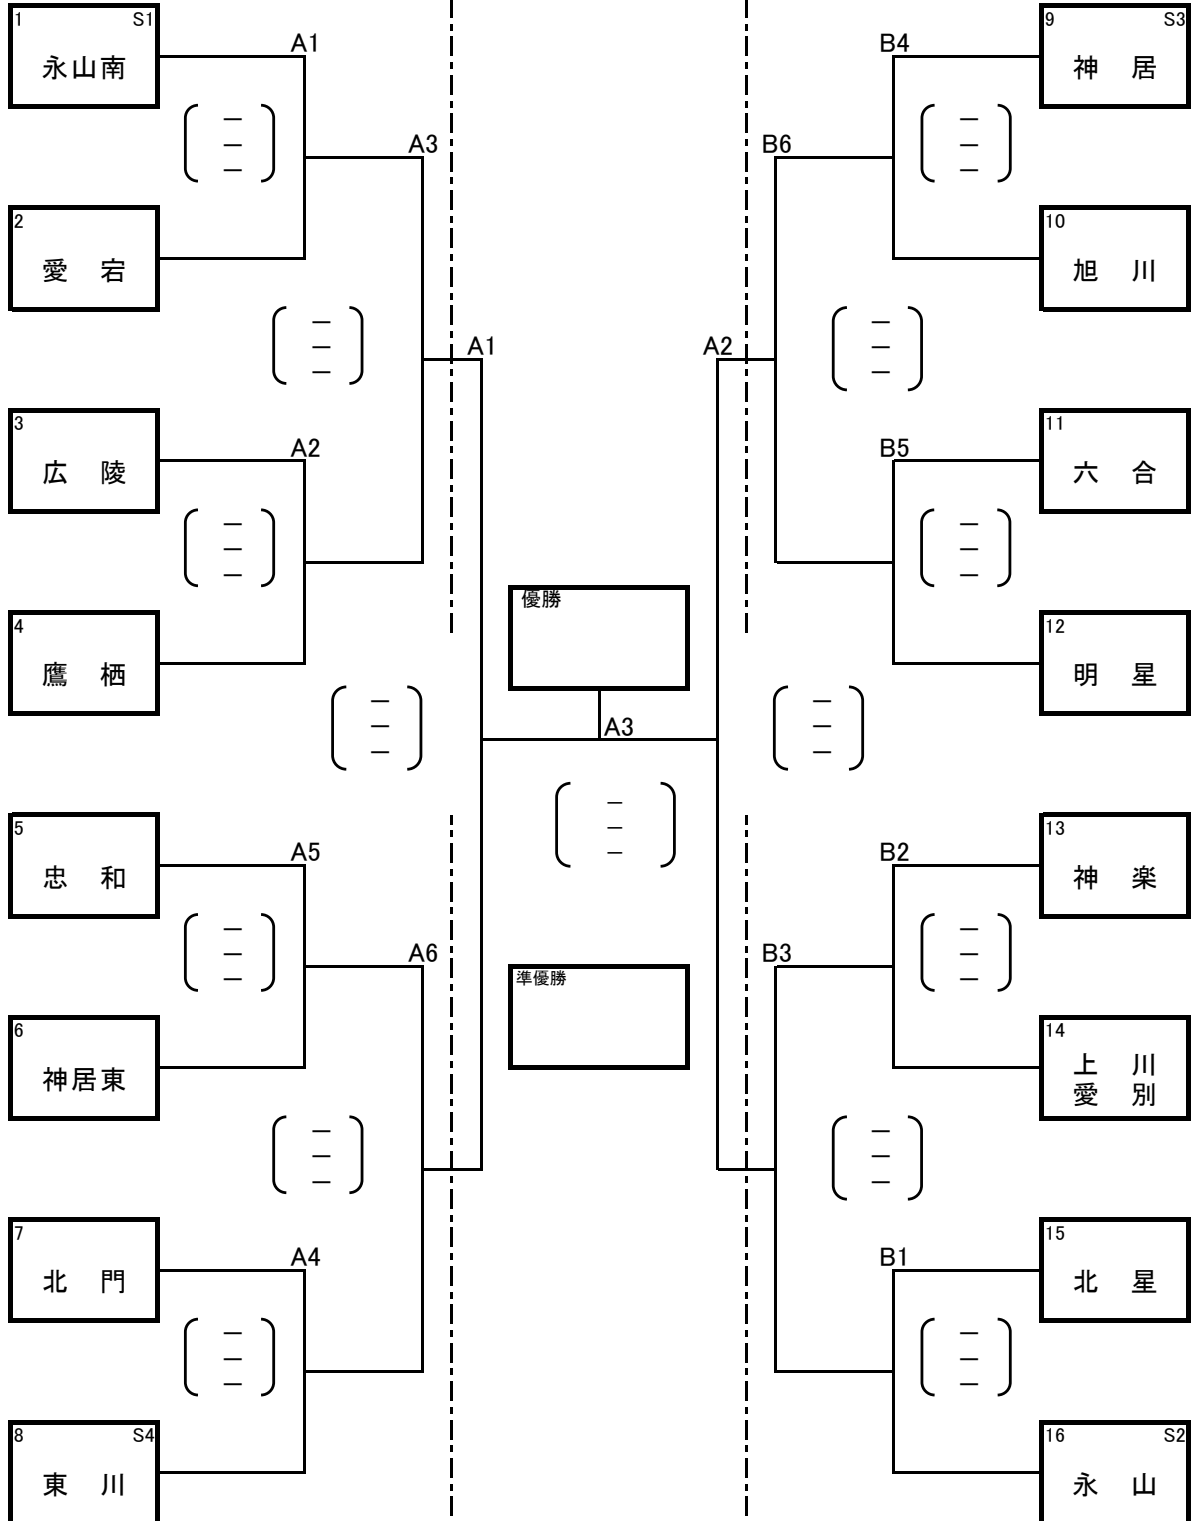 1 S1
永山南
A1
2
愛 宕
A3
3
広 陵
A2
4
鷹 栖
A1
5
忠 和
A5
6
神居東
A6
7
北 門
A4
8 S4
東 川
優勝
A3
準優勝
9 S3
神 居
B4
10
旭 川
B6
11
六 合
B5
12
明 星
A2
13
神 楽
B2
14
上 川
愛 別
B3
15
北 星
B1
16 S2
永 山